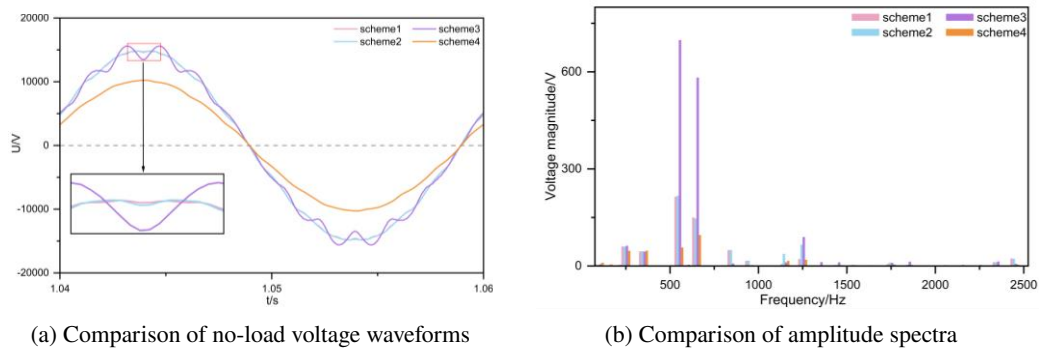 20000
10000
0
-10000
-20000
U/V
scheme1
scheme2
scheme3
scheme4
1.04
1.05
1.06
t/s
(a) Comparison of no-load voltage waveforms
600
300
0
Voltage magnitude/V
scheme1
scheme2
scheme3
scheme4
500
1000
1500
2000
2500
Frequency/Hz
(b) Comparison of amplitude spectra